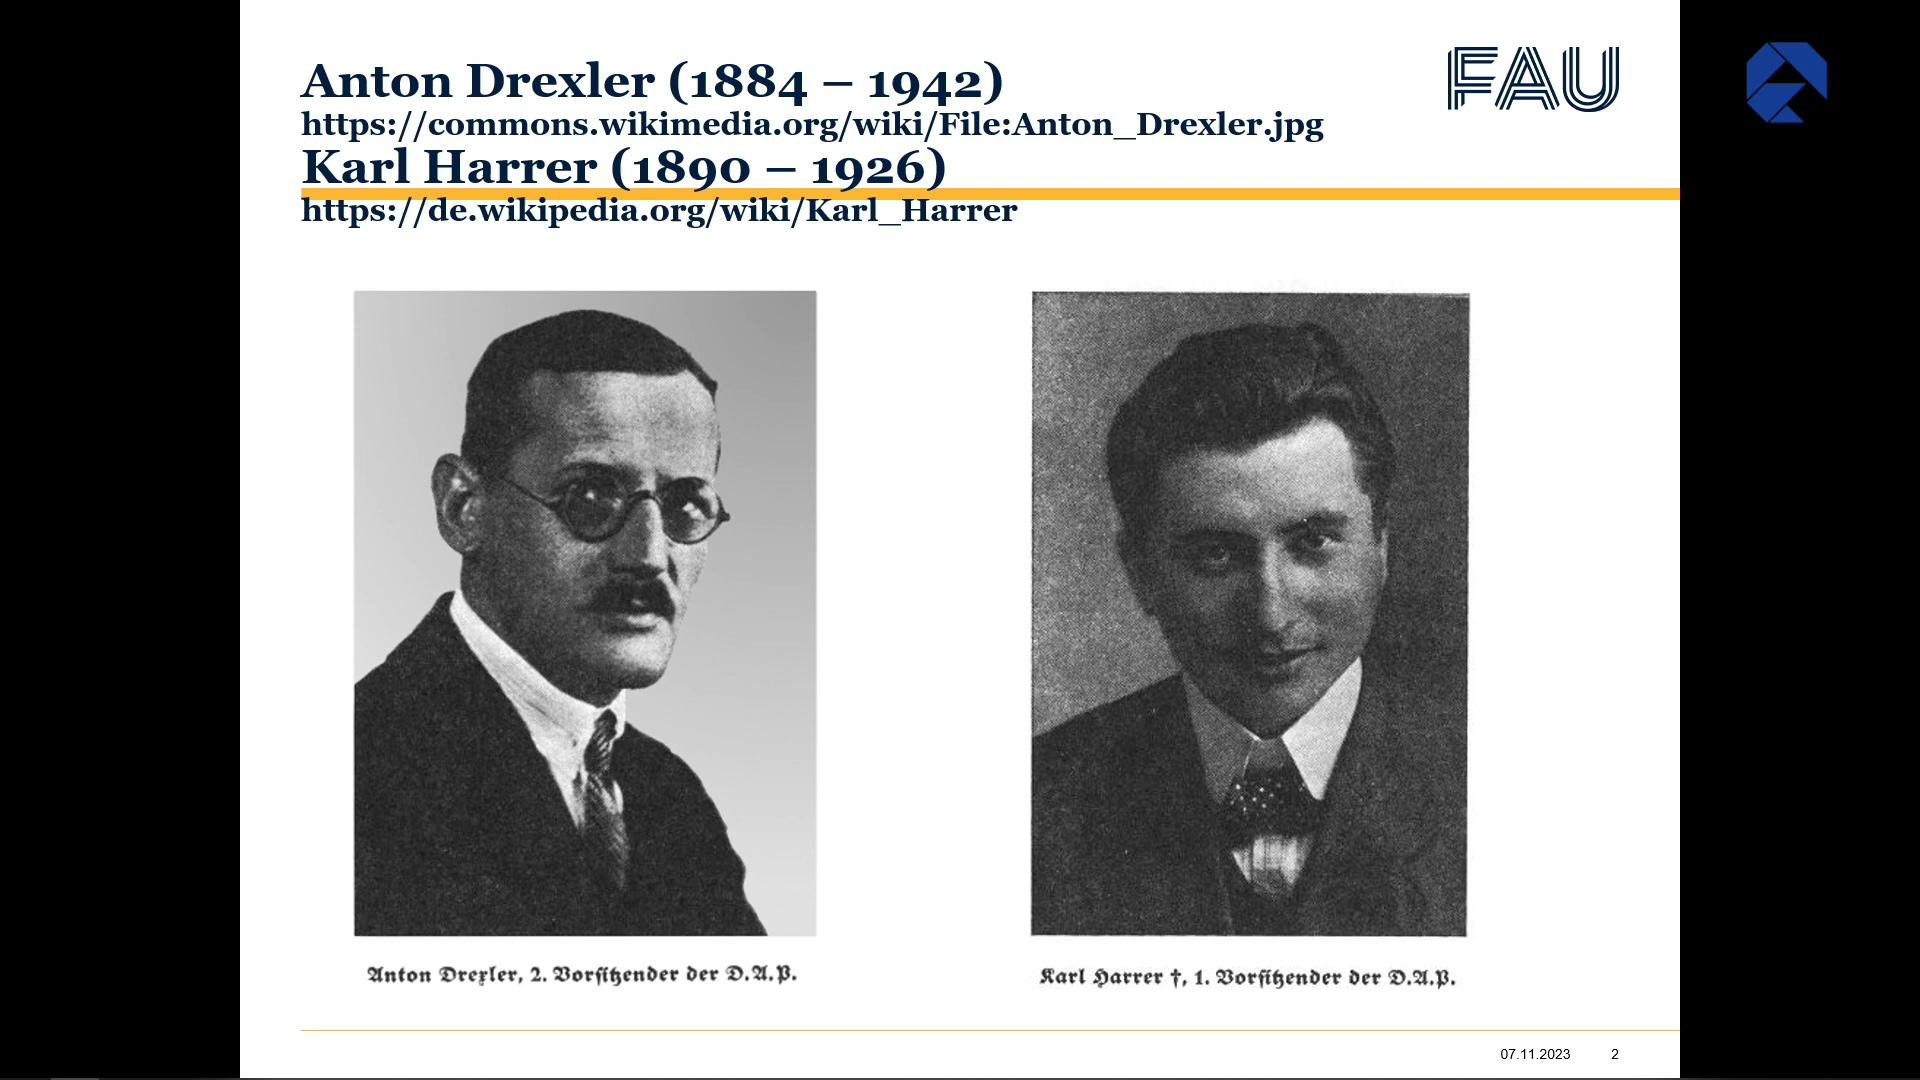 Anton Drexler (1884 – 1942)
https://commons.wikimedia.org/wiki/File:Anton_Drexler.jpg
Karl Harrer (1890 – 1926)
https://de.wikipedia.org/wiki/Karl_Harrer
FAU
Anton Drexler, 2. Vorsitzender der D.A.P.
Karl Harrer †, 1. Vorsitzender der D.A.P.
07.11.2023 2